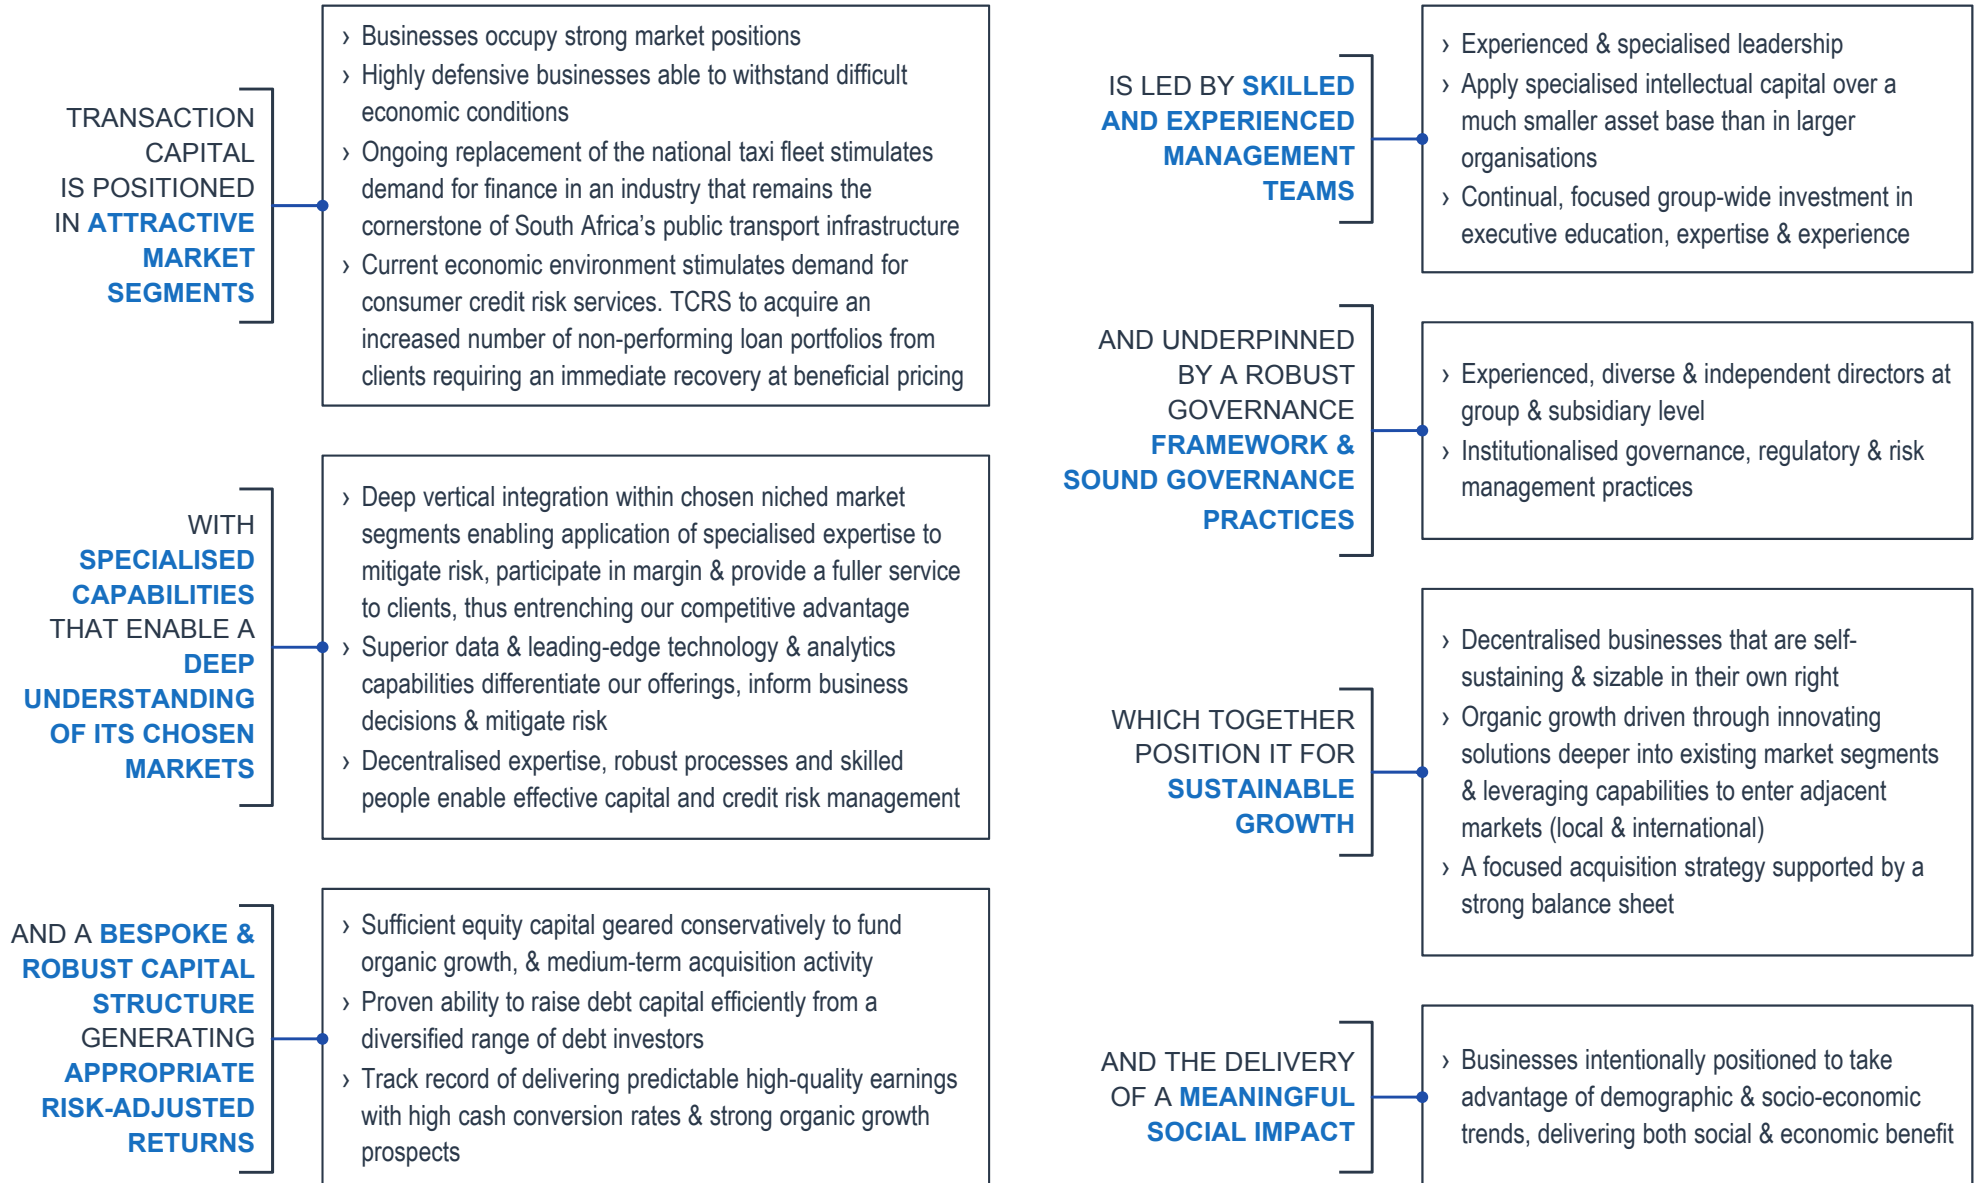 TRANSACTION
CAPITAL
IS POSITIONED
IN ATTRACTIVE
MARKET
SEGMENTS
› Businesses occupy strong market positions
› Highly defensive businesses able to withstand difficult
economic conditions
› Ongoing replacement of the national taxi fleet stimulates
demand for finance in an industry that remains the
cornerstone of South Africa's public transport infrastructure
› Current economic environment stimulates demand for
consumer credit risk services. TCRS to acquire an
increased number of non-performing loan portfolios from
clients requiring an immediate recovery at beneficial pricing
WITH
SPECIALISED
CAPABILITIES
THAT ENABLE A
DEEP
UNDERSTANDING
OF ITS CHOSEN
MARKETS
› Deep vertical integration within chosen niched market
segments enabling application of specialised expertise to
mitigate risk, participate in margin & provide a fuller service
to clients, thus entrenching our competitive advantage
› Superior data & leading-edge technology & analytics
capabilities differentiate our offerings, inform business
decisions & mitigate risk
› Decentralised expertise, robust processes and skilled
people enable effective capital and credit risk management
AND A BESPOKE &
ROBUST CAPITAL
STRUCTURE
GENERATING
APPROPRIATE
RISK-ADJUSTED
RETURNS
› Sufficient equity capital geared conservatively to fund
organic growth, & medium-term acquisition activity
› Proven ability to raise debt capital efficiently from a
diversified range of debt investors
› Track record of delivering predictable high-quality earnings
with high cash conversion rates & strong organic growth
prospects
IS LED BY SKILLED
AND EXPERIENCED
MANAGEMENT
TEAMS
› Experienced & specialised leadership
› Apply specialised intellectual capital over a
much smaller asset base than in larger
organisations
› Continual, focused group-wide investment in
executive education, expertise & experience
AND UNDERPINNED
BY A ROBUST
GOVERNANCE
FRAMEWORK &
SOUND GOVERNANCE
PRACTICES
› Experienced, diverse & independent directors at
group & subsidiary level
› Institutionalised governance, regulatory & risk
management practices
WHICH TOGETHER
POSITION IT FOR
SUSTAINABLE
GROWTH
› Decentralised businesses that are self-
sustaining & sizable in their own right
› Organic growth driven through innovating
solutions deeper into existing market segments
& leveraging capabilities to enter adjacent
markets (local & international)
› A focused acquisition strategy supported by a
strong balance sheet
AND THE DELIVERY
OF A MEANINGFUL
SOCIAL IMPACT
› Businesses intentionally positioned to take
advantage of demographic & socio-economic
trends, delivering both social & economic benefit